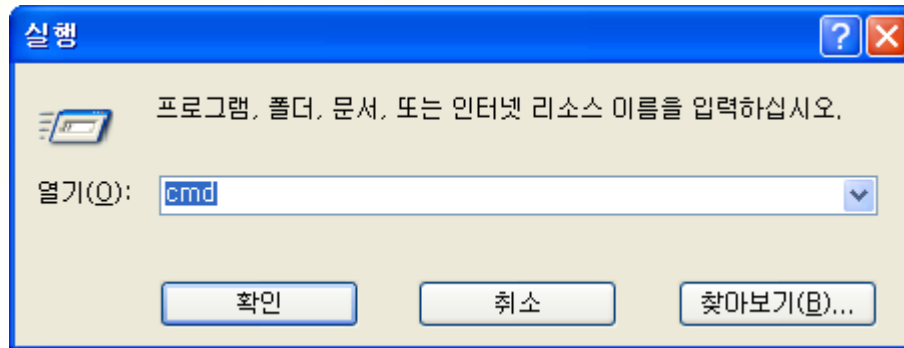 실행
프로그램, 폴더, 문서, 또는 인터넷 리소스 이름을 입력하십시오.
열기(O): cmd
확인 취소 찾아보기(B)...